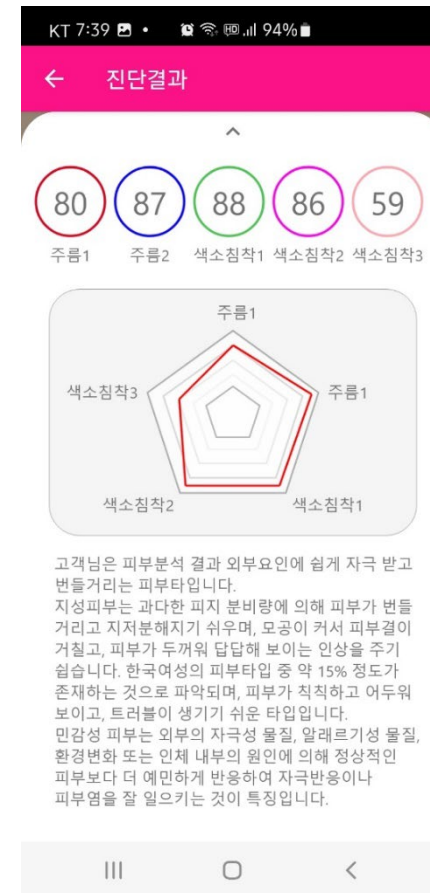 KT 7:39 HD 94%
진단결과
80 87 88 86 59
주름1 주름2 색소침착1 색소침착2 색소침착3
주름1
색소침착3 주름1
색소침착2 색소침착1
고객님은 피부분석 결과 외부요인에 쉽게 자극 받고
번들거리는 피부타입니다.
지성피부는 과다한 피지 분비량에 의해 피부가 번들
거리고 지저분해지기 쉬우며, 모공이 커서 피부결이
거칠고, 피부가 두꺼워 답답해 보이는 인상을 주기
쉽습니다. 한국여성의 피부타입 중 약 15% 정도가
존재하는 것으로 파악되며, 피부가 칙칙하고 어두워
보이고, 트러블이 생기기 쉬운 타입입니다.
민감성 피부는 외부의 자극성 물질, 알래르기성 물질,
환경변화 또는 인체 내부의 원인에 의해 정상적인
피부보다 더 예민하게 반응하여 자극반응이나
피부염을 잘 일으키는 것이 특징입니다.